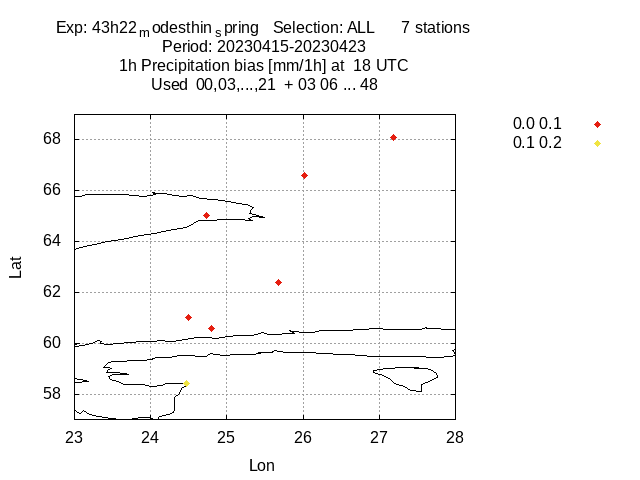 Exp: 43h22modesthinspring   Selection: ALL      7 stations
Period: 20230415-20230423
1h Precipitation bias [mm/1h] at  18 UTC
Used  00,03,...,21  + 03 06 ... 48
0.0 0.1
0.1 0.2
68
66
64
62
60
58
Lat
23 24 25 26 27 28
Lon